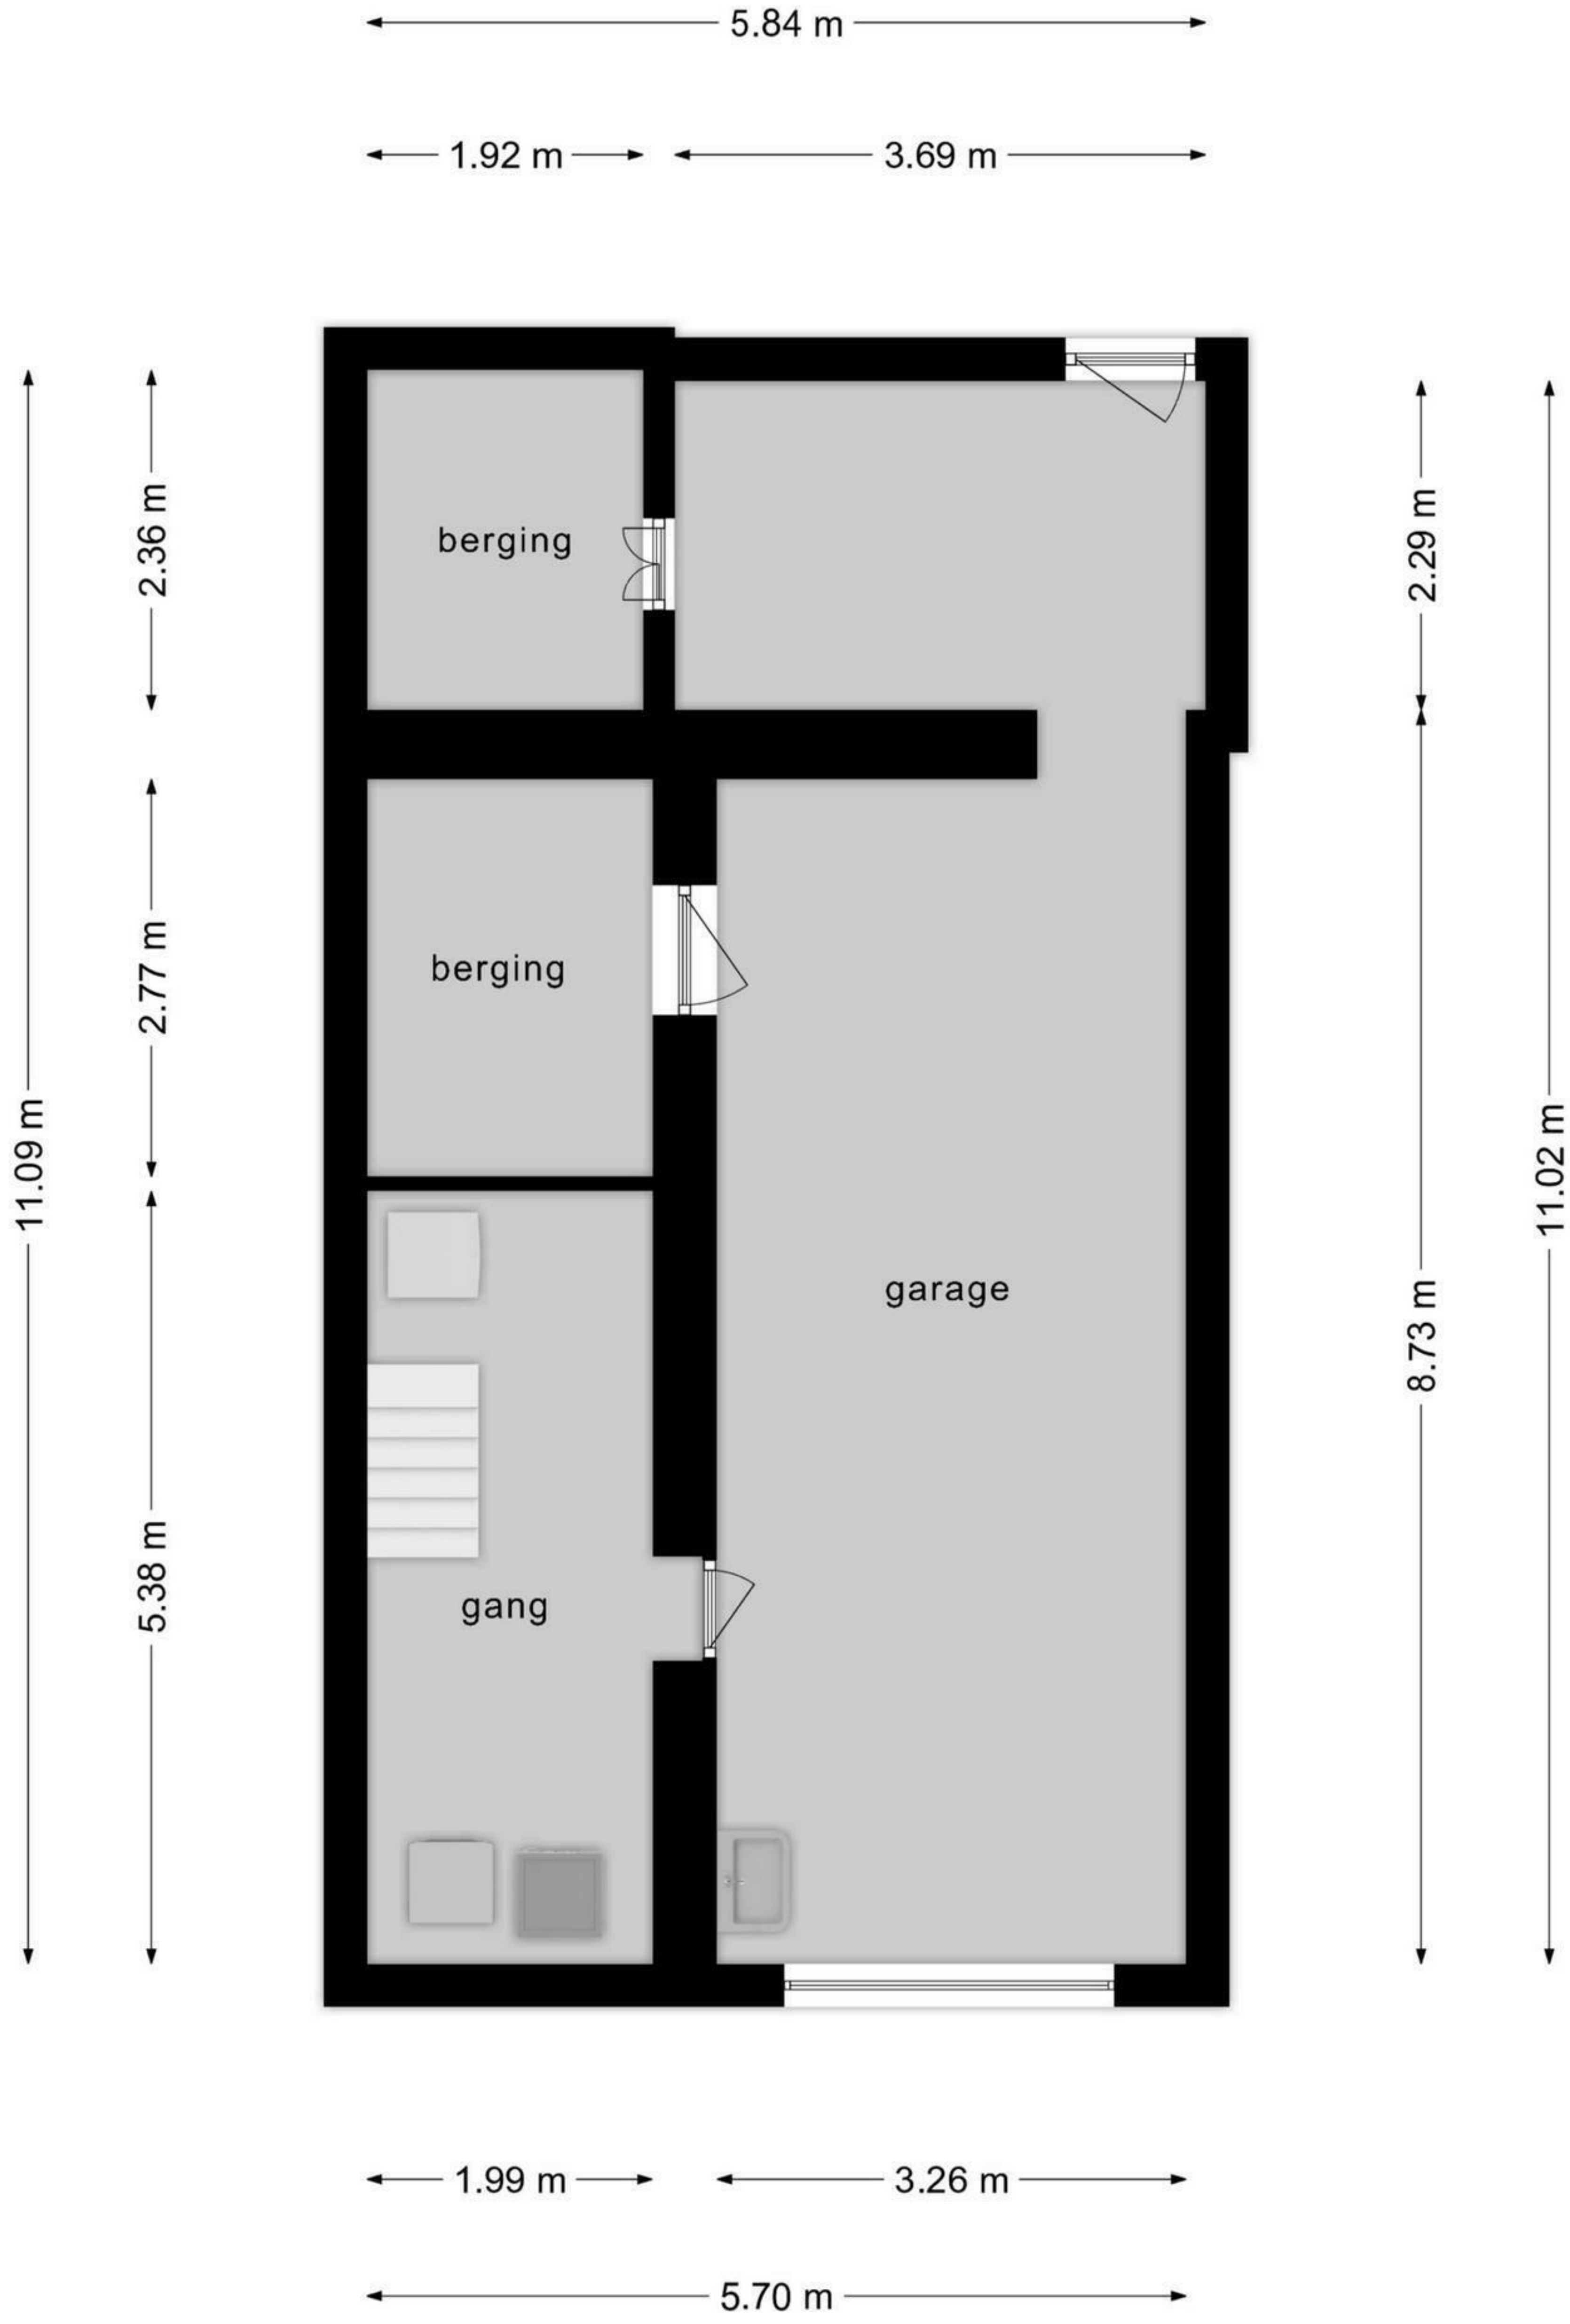 5.84 m
1.92 m
3.69 m
berging
2.36 m
2.29 m
berging
2.77 m
11.09 m
11.02 m
garage
8.73 m
5.38 m
gang
1.99 m
3.26 m
5.70 m